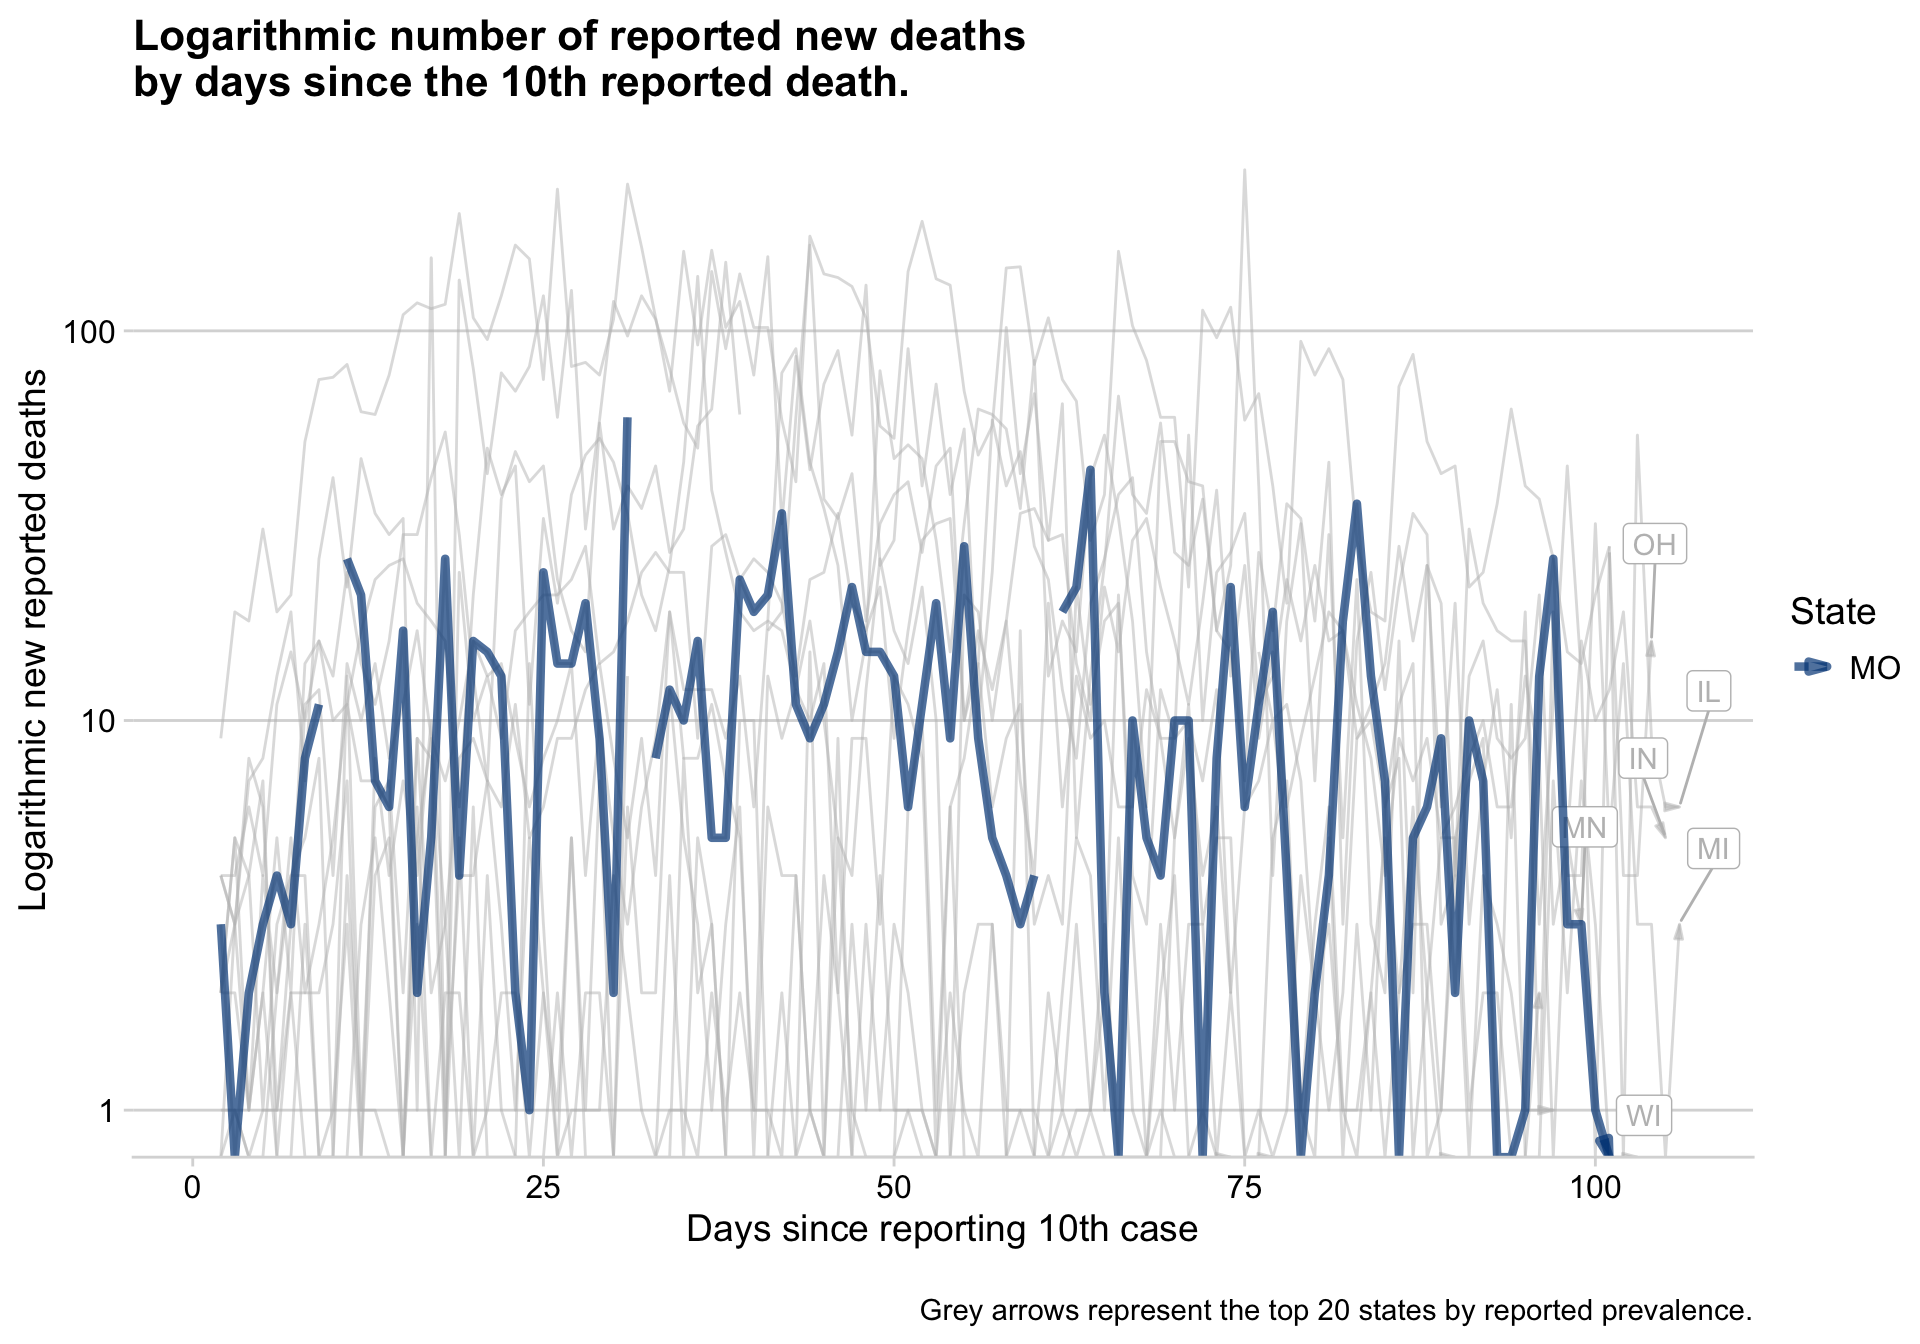 Logarithmic number of reported new deaths
by days since the 10th reported death.
Logarithmic new reported deaths
100
10
1
OH
IL
IN
MN
MI
WI
State
MO
0 25 50 75 100
Days since reporting 10th case
Grey arrows represent the top 20 states by reported prevalence.